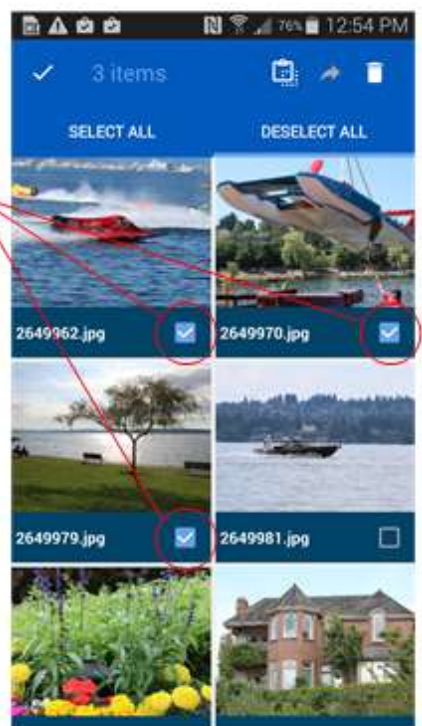 76% 12:54 PM
3 items
SELECT ALL DESELECT ALL
2649962.jpg 2649970.jpg
2649979.jpg 2649981.jpg